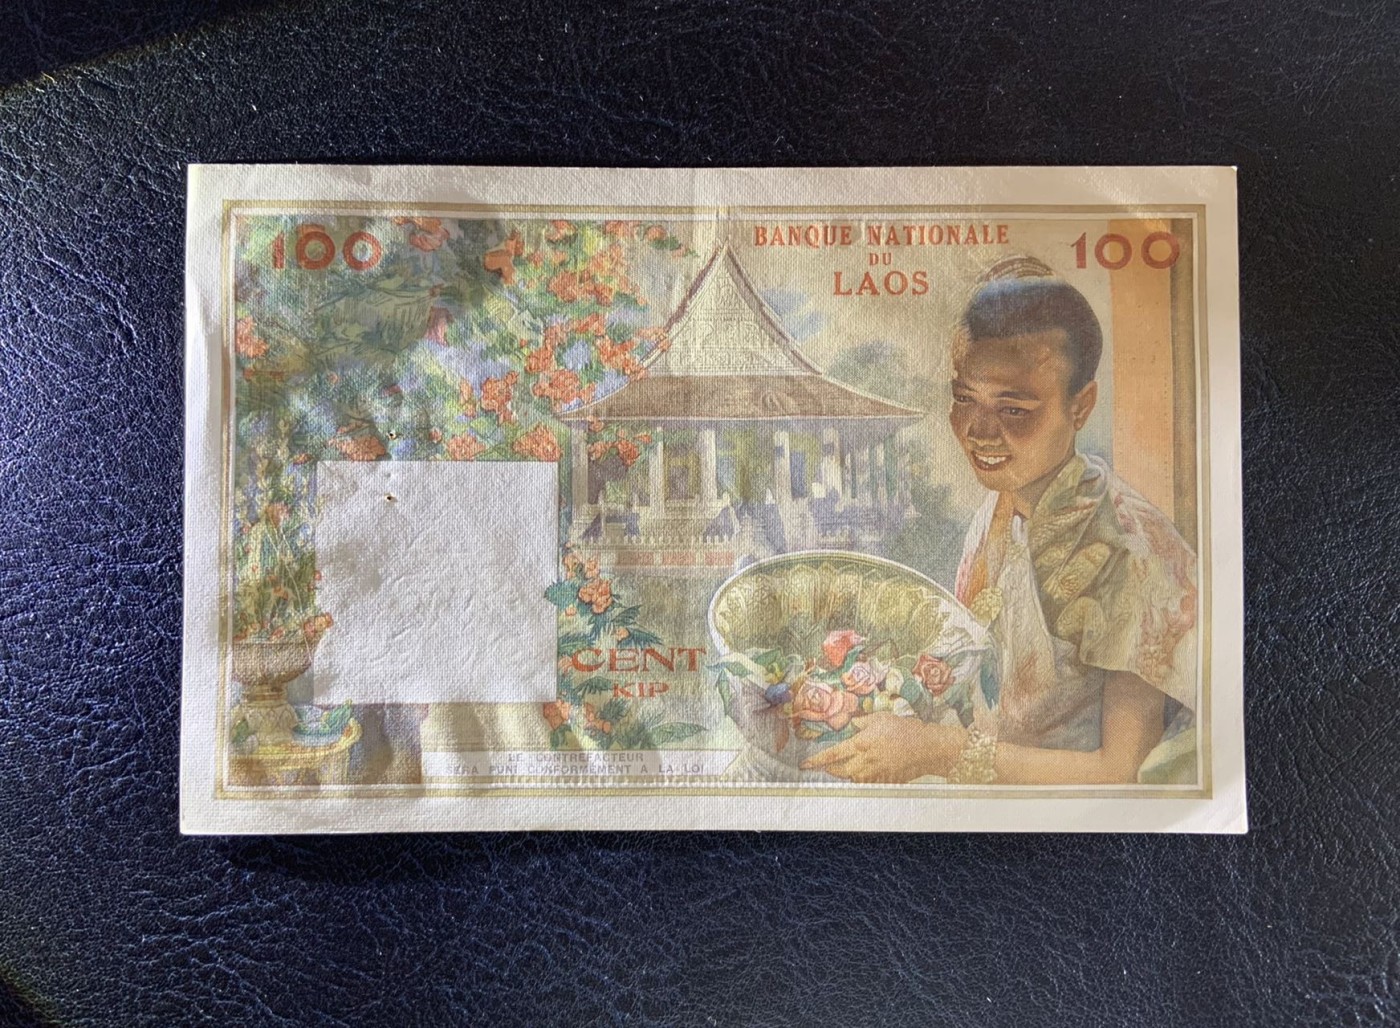 100
BANQUE NATIONALE
DU
LAOS
100
CENT
KIP
LE CONTREFACTEUR
SERA PUNI CONFORMÉMENT A LA LOI